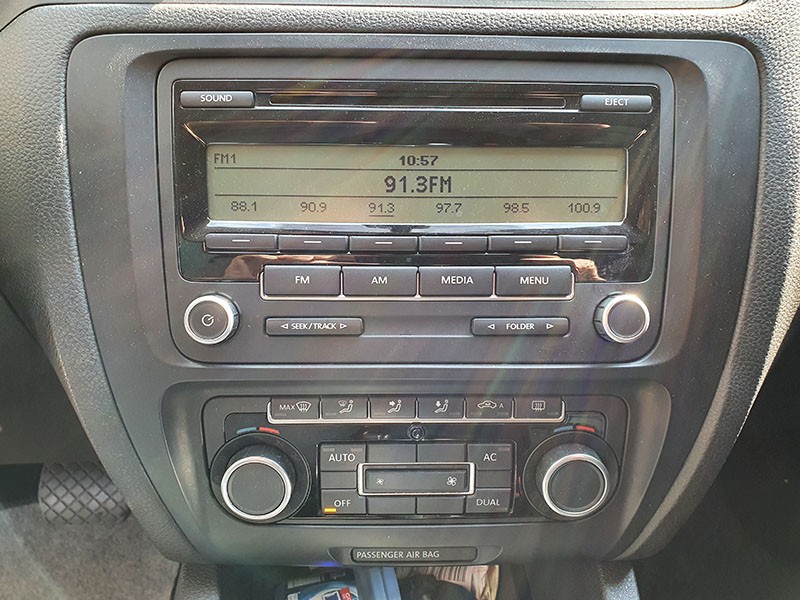 SOUND EJECT
FM1 10:57
91.3FM
88.1 90.9 91.3 97.7 98.5 100.9
FM AM MEDIA MENU
◁ SEEK/TRACK ▷ ◁ FOLDER ▷
MAX A
AUTO AC
OFF DUAL
PASSENGER AIR BAG